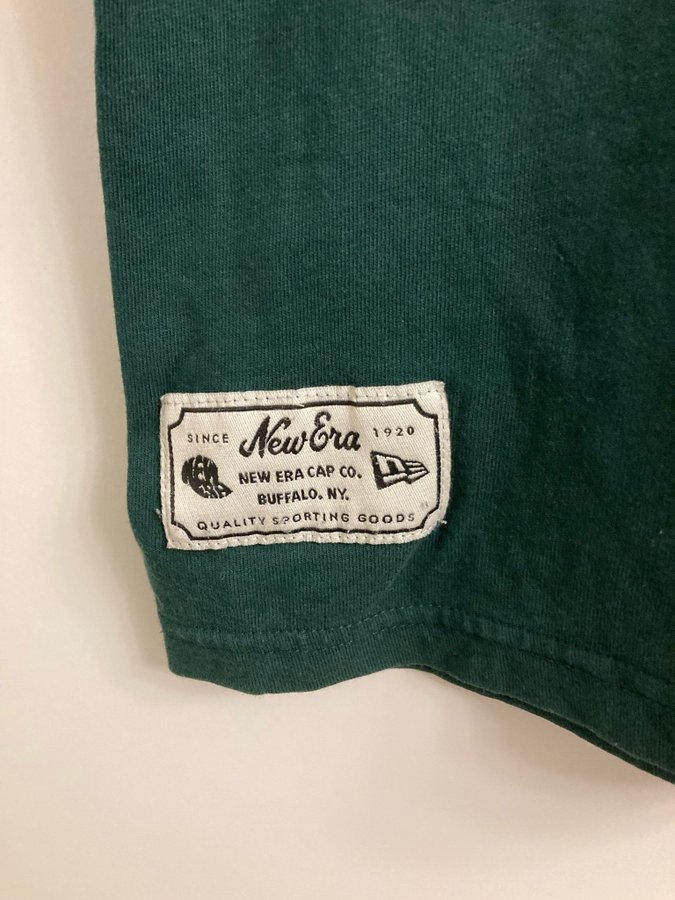 SINCE New Era 1920
NEW ERA CAP CO.
BUFFALO. NY.
QUALITY SPORTING GOODS